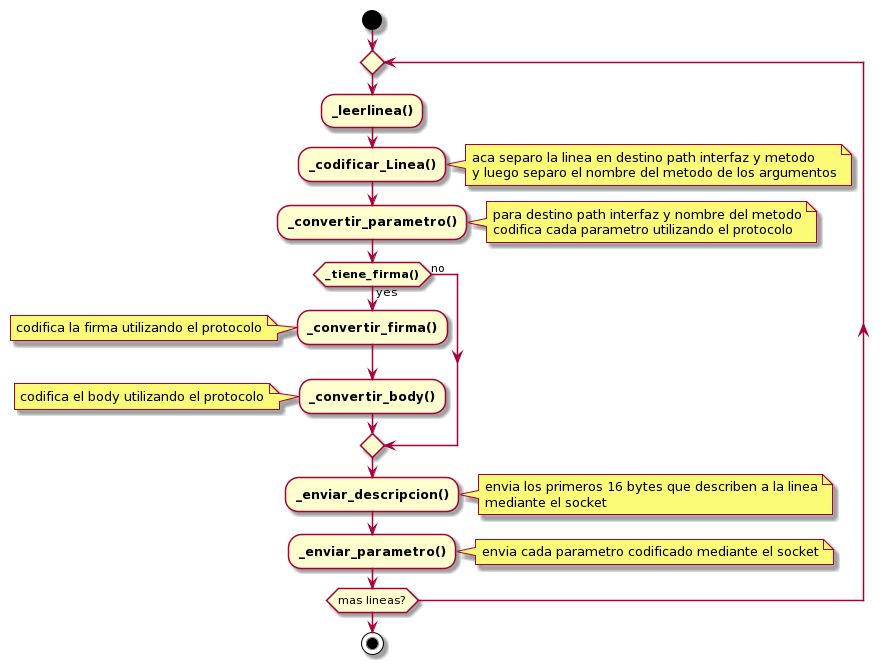 _leerlinea()
_codificar_Linea()
aca separo la linea en destino path interfaz y metodo
y luego separo el nombre del metodo de los argumentos
_convertir_parametro()
para destino path interfaz y nombre del metodo
codifica cada parametro utilizando el protocolo
_tiene_firma()
no
yes
codifica la firma utilizando el protocolo
_convertir_firma()
codifica el body utilizando el protocolo
_convertir_body()
_enviar_descripcion()
envia los primeros 16 bytes que describen a la linea
mediante el socket
_enviar_parametro()
envia cada parametro codificado mediante el socket
mas lineas?